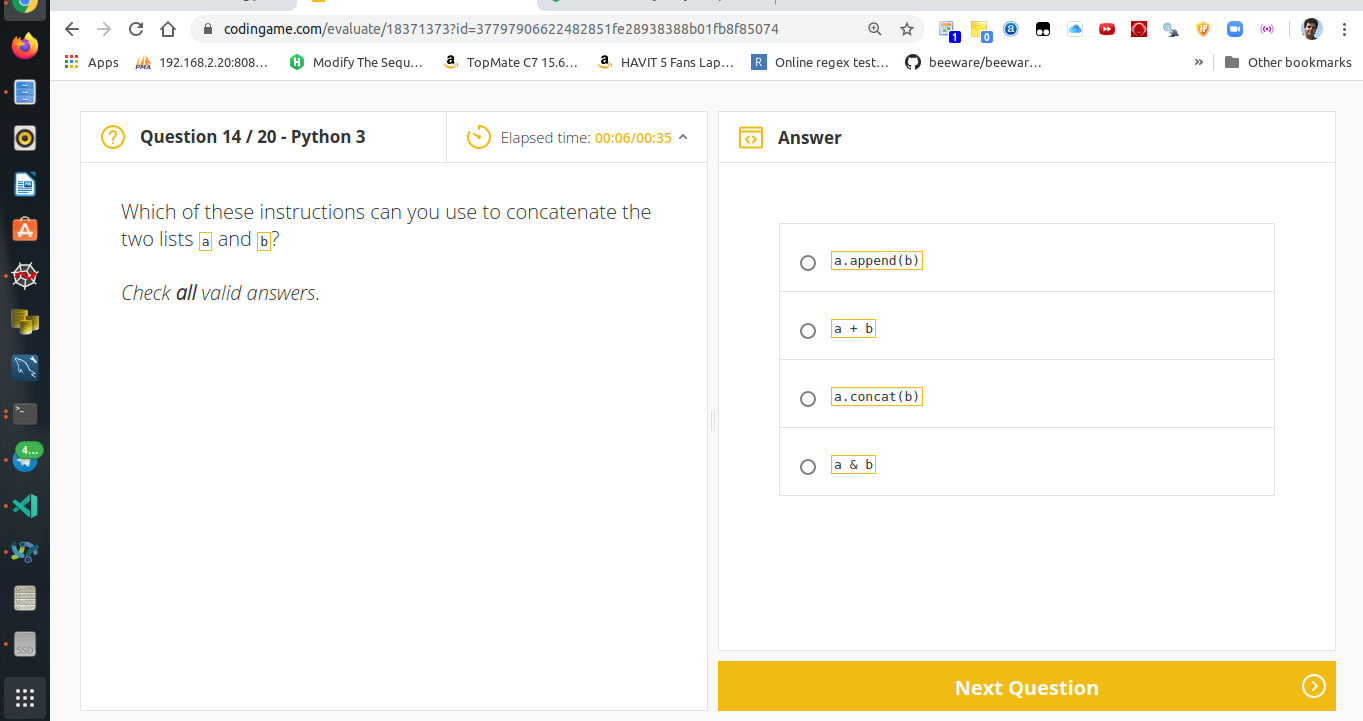 codingame.com/evaluate/18371373?id=37797906622482851fe28938388b01fb8f85074
1
0
Apps
192.168.2.20:808...
Modify The Sequ...
TopMate C7 15.6...
HAVIT 5 Fans Lap...
Online regex test...
beeware/beewar...
»
Other bookmarks
Question 14 / 20 - Python 3
Elapsed time: 00:06/00:35
Answer
Which of these instructions can you use to concatenate the
two lists a and b?
Check all valid answers.
a.append(b)
a + b
a.concat(b)
a & b
Next Question
4...
SSD